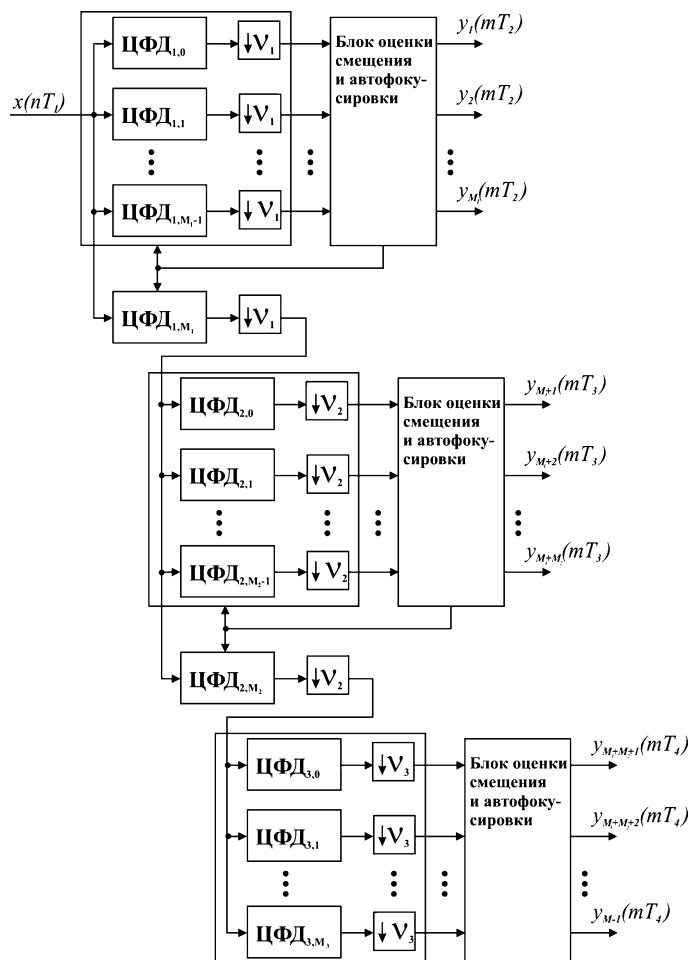 ЦФД1,0
↓ν1
Блок оценки
смещения
и автофоку-
сировки
y1(mT2)
x(nT1)
ЦФД1,1
↓ν1
y2(mT2)
ЦФД1,M1-1
↓ν1
yM1(mT2)
ЦФД1,M1
↓ν1
ЦФД2,0
↓ν2
Блок оценки
смещения
и автофоку-
сировки
yM1+1(mT3)
ЦФД2,1
↓ν2
yM1+2(mT3)
ЦФД2,M2-1
↓ν2
yM1+M2(mT3)
ЦФД2,M2
↓ν2
ЦФД3,0
↓ν3
Блок оценки
смещения
и автофоку-
сировки
yM1+M2+1(mT4)
ЦФД3,1
↓ν3
yM1+M2+2(mT4)
ЦФД3,M3
↓ν3
yM-1(mT4)